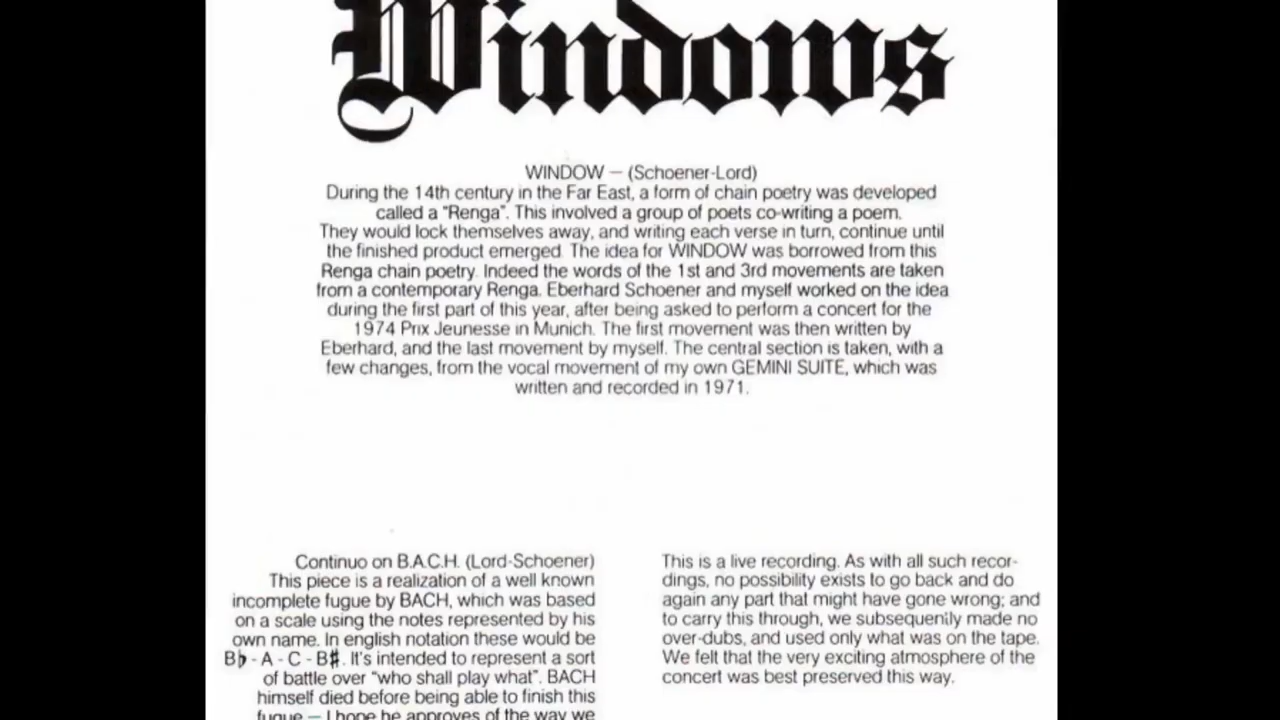 Windows
WINDOW – (Schoener-Lord)
During the 14th century in the Far East, a form of chain poetry was developed
called a "Renga". This involved a group of poets co-writing a poem.
They would lock themselves away, and writing each verse in turn, continue until
the finished product emerged. The idea for WINDOW was borrowed from this
Renga chain poetry. Indeed the words of the 1st and 3rd movements are taken
from a contemporary Renga. Eberhard Schoener and myself worked on the idea
during the first part of this year, after being asked to perform a concert for the
1974 Prix Jeunesse in Munich. The first movement was then written by
Eberhard, and the last movement by myself. The central section is taken, with a
few changes, from the vocal movement of my own GEMINI SUITE, which was
written and recorded in 1971.
Continuo on B.A.C.H. (Lord-Schoener)
This piece is a realization of a well known
incomplete fugue by BACH, which was based
on a scale using the notes represented by his
own name. In english notation these would be
B♭ - A - C - B♯. It's intended to represent a sort
of battle over "who shall play what". BACH
himself died before being able to finish this
fugue – I hope he approves of the way we
This is a live recording. As with all such recor-
dings, no possibility exists to go back and do
again any part that might have gone wrong; and
to carry this through, we subsequenily made no
over-dubs, and used only what was on the tape.
We felt that the very exciting atmosphere of the
concert was best preserved this way.